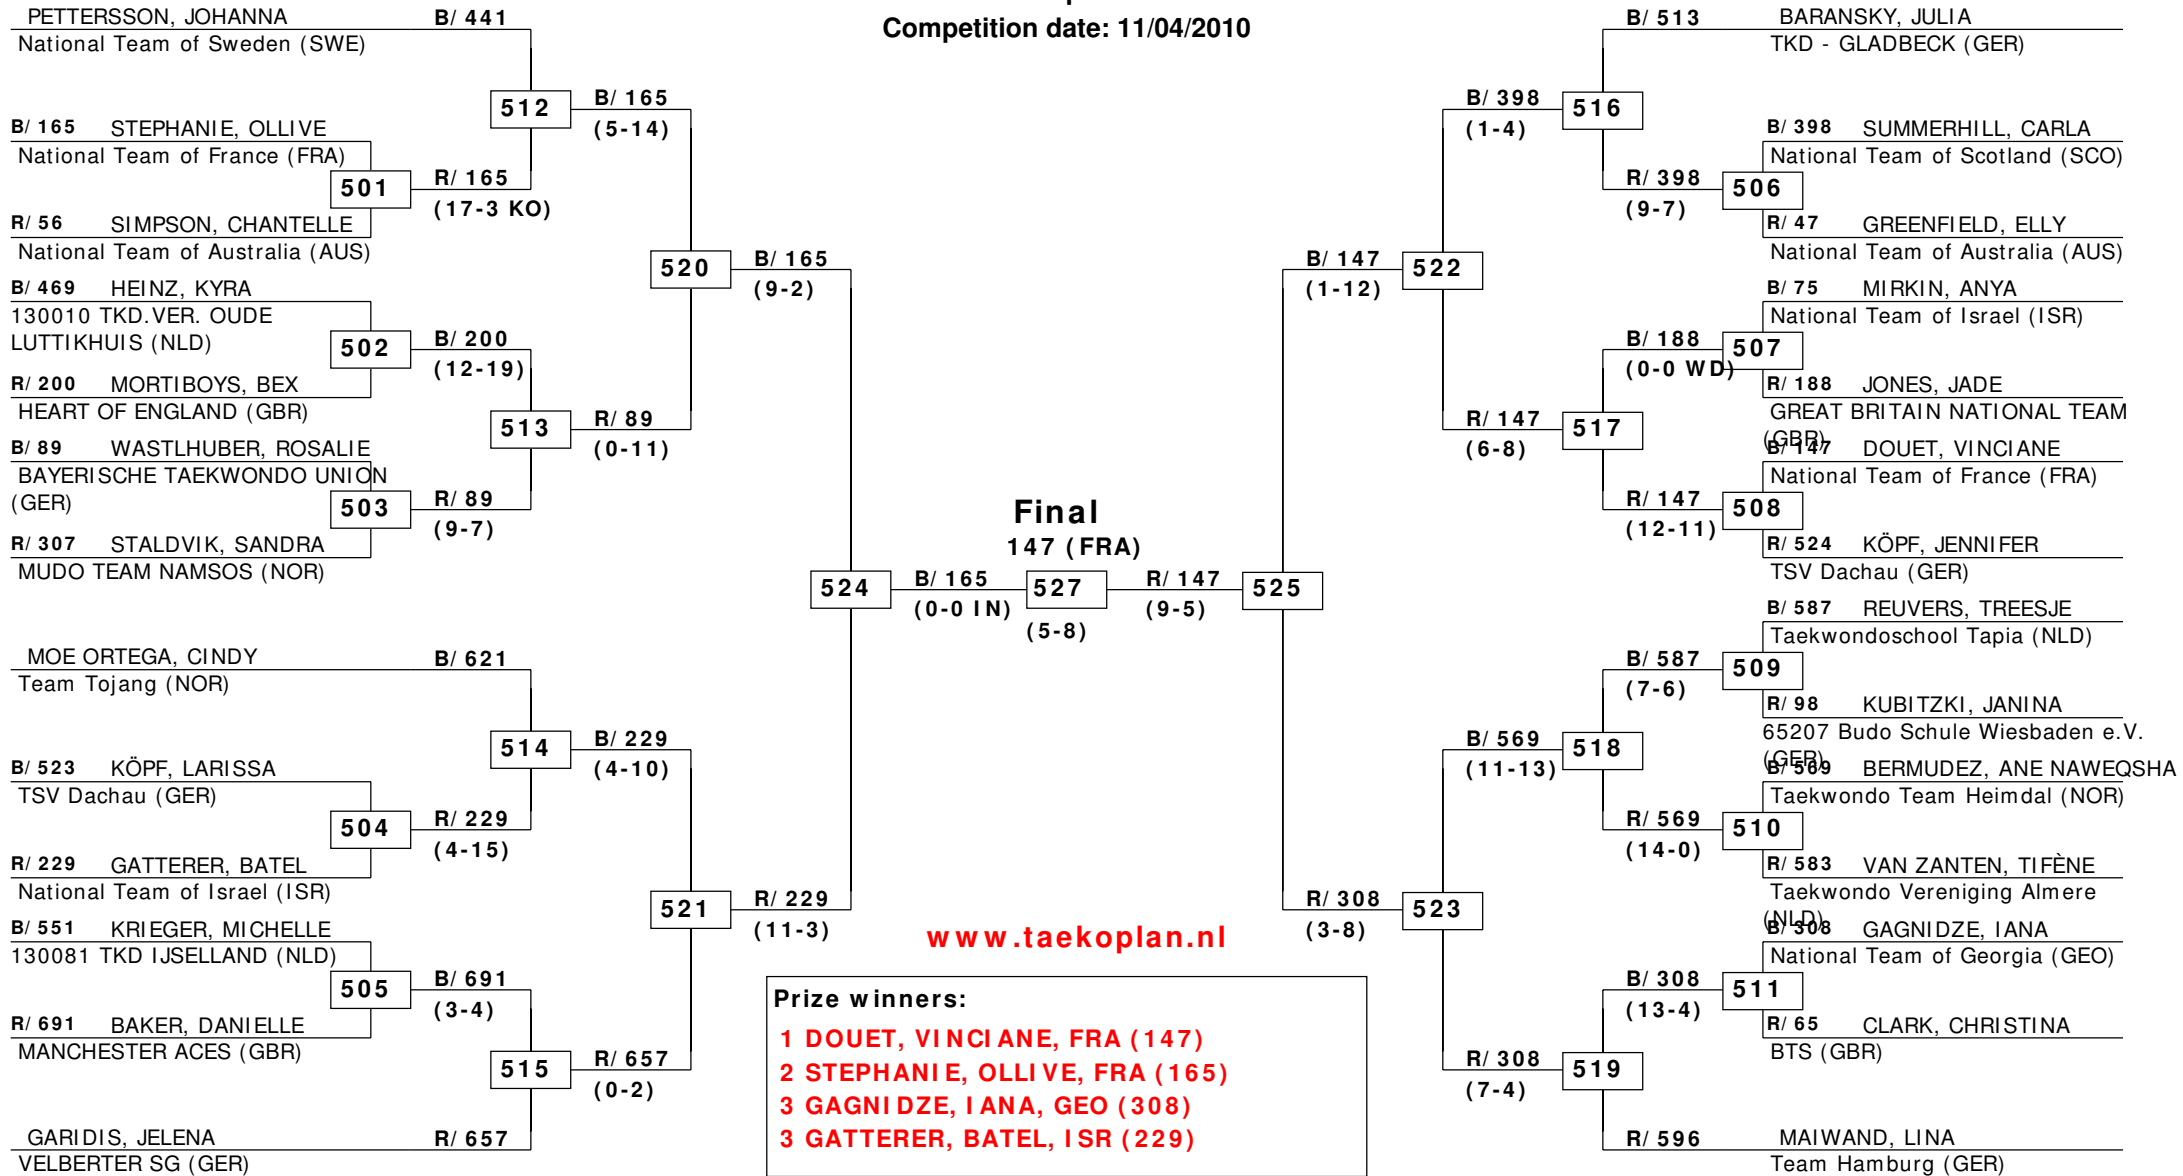 Competition date: 11/04/2010
PETTERSSON, JOHANNA B/ 441
National Team of Sweden (SWE)
512
B/ 165
(5-14)
B/ 165 STEPHANIE, OLLIVE
National Team of France (FRA)
501
R/ 165
(17-3 KO)
R/ 56 SIMPSON, CHANTELLE
National Team of Australia (AUS)
520
B/ 165
(9-2)
B/ 469 HEINZ, KYRA
130010 TKD.VER. OUDE
LUTTIKHUIS (NLD)
502
B/ 200
(12-19)
R/ 200 MORTIBOYS, BEX
HEART OF ENGLAND (GBR)
513
R/ 89
(0-11)
B/ 89 WASTLHUBER, ROSALIE
BAYERISCHE TAEKWONDO UNION
(GER)
503
R/ 89
(9-7)
R/ 307 STALDVIK, SANDRA
MUDO TEAM NAMSOS (NOR)
524
B/ 165
(0-0 IN)
MOE ORTEGA, CINDY B/ 621
Team Tojang (NOR)
514
B/ 229
(4-10)
B/ 523 KÖPF, LARISSA
TSV Dachau (GER)
504
R/ 229
(4-15)
R/ 229 GATTERER, BATEL
National Team of Israel (ISR)
521
R/ 229
(11-3)
B/ 551 KRIEGER, MICHELLE
130081 TKD IJSELLAND (NLD)
505
B/ 691
(3-4)
R/ 691 BAKER, DANIELLE
MANCHESTER ACES (GBR)
515
R/ 657
(0-2)
GARIDIS, JELENA R/ 657
VELBERTER SG (GER)
Final
147 (FRA)
527
(5-8)
R/ 147
(9-5)
525
B/ 513 BARANSKY, JULIA
TKD - GLADBECK (GER)
B/ 398
(1-4)
516
B/ 398 SUMMERHILL, CARLA
National Team of Scotland (SCO)
R/ 398
(9-7)
506
R/ 47 GREENFIELD, ELLY
National Team of Australia (AUS)
B/ 147
(1-12)
522
B/ 75 MIRKIN, ANYA
National Team of Israel (ISR)
B/ 188
(0-0 WD)
507
R/ 188 JONES, JADE
GREAT BRITAIN NATIONAL TEAM
(GBR)
R/ 147
(6-8)
517
B/ 147 DOUET, VINCIANE
National Team of France (FRA)
R/ 147
(12-11)
508
R/ 524 KÖPF, JENNIFER
TSV Dachau (GER)
B/ 587 REUVERS, TREESJE
Taekwondoschool Tapia (NLD)
B/ 587
(7-6)
509
R/ 98 KUBITZKI, JANINA
65207 Budo Schule Wiesbaden e.V.
(GER)
B/ 569
(11-13)
518
B/ 569 BERMUDEZ, ANE NAWEQSHA
Taekwondo Team Heimdal (NOR)
R/ 569
(14-0)
510
R/ 583 VAN ZANTEN, TIFÈNE
Taekwondo Vereniging Almere
(NLD)
R/ 308
(3-8)
523
B/ 308 GAGNIDZE, IANA
National Team of Georgia (GEO)
B/ 308
(13-4)
511
R/ 65 CLARK, CHRISTINA
BTS (GBR)
R/ 308
(7-4)
519
R/ 596 MAIWAND, LINA
Team Hamburg (GER)
www.taekoplan.nl
Prize winners:
1 DOUET, VINCIANE, FRA (147)
2 STEPHANIE, OLLIVE, FRA (165)
3 GAGNIDZE, IANA, GEO (308)
3 GATTERER, BATEL, ISR (229)